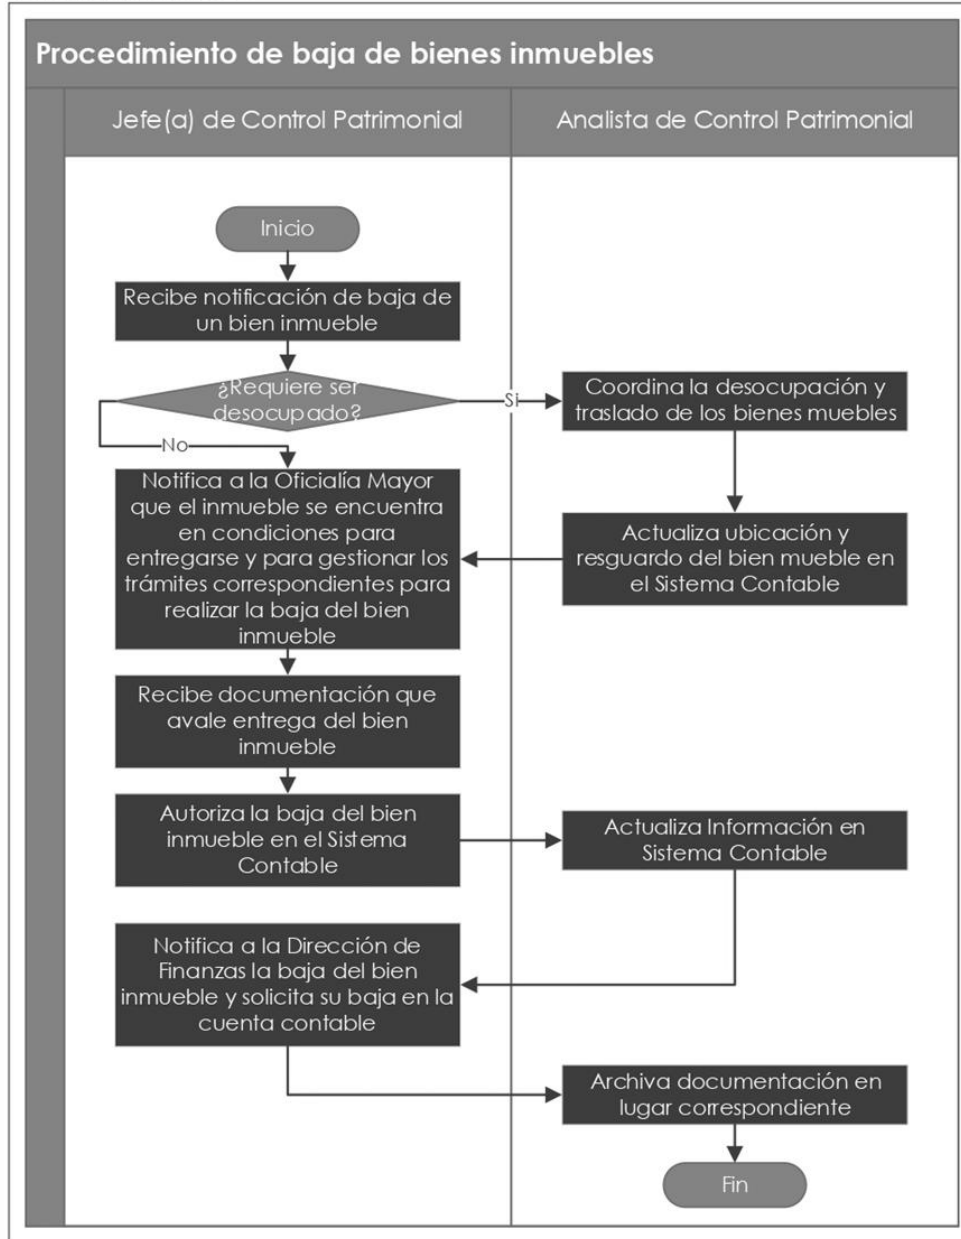 Procedimiento de baja de bienes inmuebles
Jefe(a) de Control Patrimonial
Analista de Control Patrimonial
Inicio
Recibe notificación de baja de
un bien inmueble
¿Requiere ser
desocupado?
Si
No
Coordina la desocupación y
traslado de los bienes muebles
Actualiza ubicación y
resguardo del bien mueble en
el Sistema Contable
Notifica a la Oficialía Mayor
que el inmueble se encuentra
en condiciones para
entregarse y para gestionar los
trámites correspondientes para
realizar la baja del bien
inmueble
Recibe documentación que
avale entrega del bien
inmueble
Autoriza la baja del bien
inmueble en el Sistema
Contable
Actualiza Información en
Sistema Contable
Notifica a la Dirección de
Finanzas la baja del bien
inmueble y solicita su baja en la
cuenta contable
Archiva documentación en
lugar correspondiente
Fin